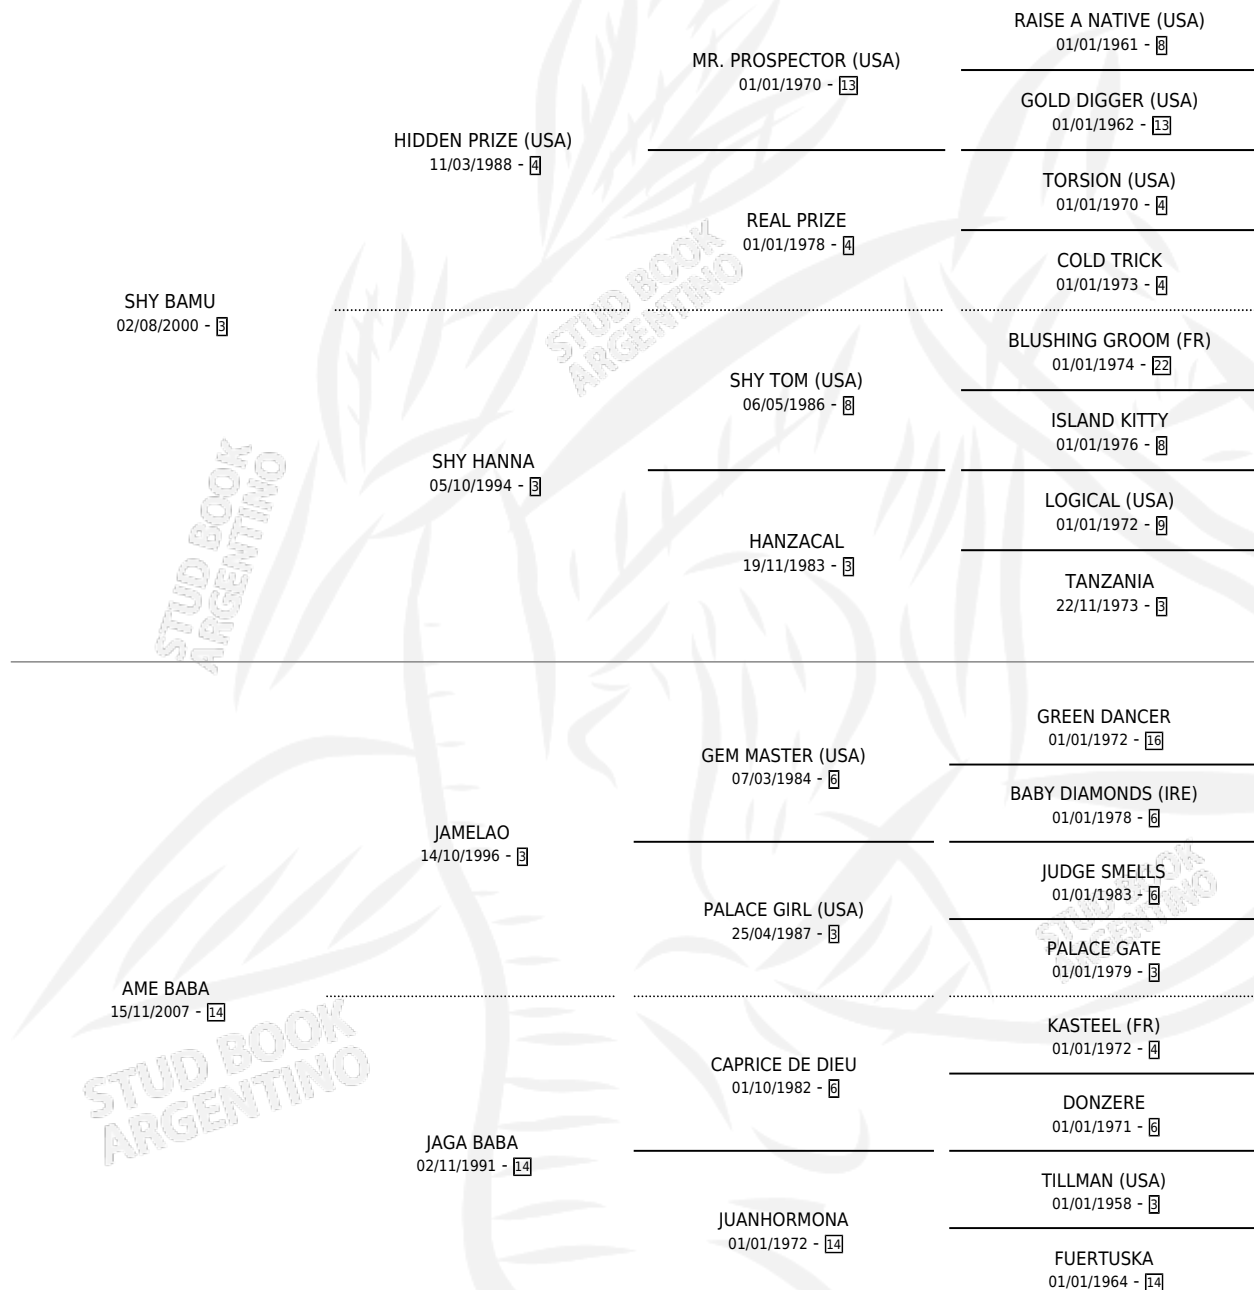 RAISE A NATIVE (USA)
01/01/1961 - 8
MR. PROSPECTOR (USA)
01/01/1970 - 13
GOLD DIGGER (USA)
01/01/1962 - 13
HIDDEN PRIZE (USA)
11/03/1988 - 4
TORSION (USA)
01/01/1970 - 4
REAL PRIZE
01/01/1978 - 4
COLD TRICK
01/01/1973 - 4
SHY BAMU
02/08/2000 - 3
BLUSHING GROOM (FR)
01/01/1974 - 22
SHY TOM (USA)
06/05/1986 - 8
ISLAND KITTY
01/01/1976 - 8
SHY HANNA
05/10/1994 - 3
LOGICAL (USA)
01/01/1972 - 9
HANZACAL
19/11/1983 - 3
TANZANIA
22/11/1973 - 3
GREEN DANCER
01/01/1972 - 16
GEM MASTER (USA)
07/03/1984 - 6
BABY DIAMONDS (IRE)
01/01/1978 - 6
JAMELAO
14/10/1996 - 3
JUDGE SMELLS
01/01/1983 - 6
PALACE GIRL (USA)
25/04/1987 - 3
PALACE GATE
01/01/1979 - 3
AME BABA
15/11/2007 - 14
KASTEEL (FR)
01/01/1972 - 4
CAPRICE DE DIEU
01/10/1982 - 6
DONZERE
01/01/1971 - 6
JAGA BABA
02/11/1991 - 14
TILLMAN (USA)
01/01/1958 - 3
JUANHORMONA
01/01/1972 - 14
FUERTUSKA
01/01/1964 - 14
STUD BOOK
ARGENTINO
STUD BOOK
ARGENTINO
STUD BOOK
ARGENTINO
STUD BOOK
ARGENTINO